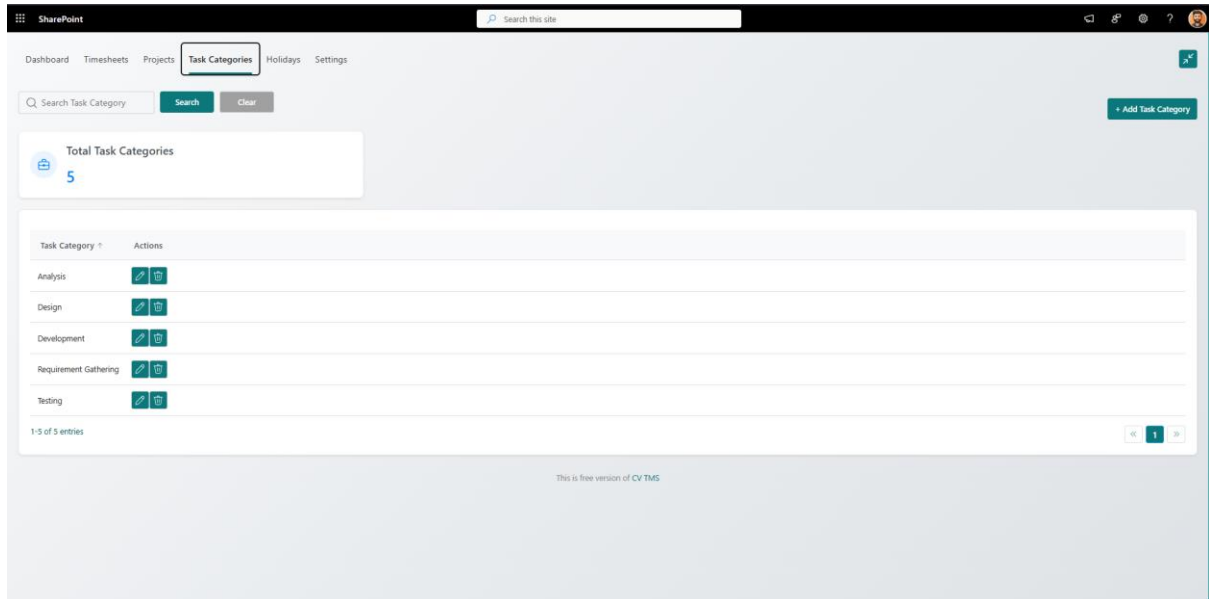 SharePoint
Search this site
?
Dashboard Timesheets Projects Task Categories Holidays Settings
Search Task Category Search Clear
+ Add Task Category
Total Task Categories
5
Task Category ↑ Actions
Analysis
Design
Development
Requirement Gathering
Testing
1-5 of 5 entries
« 1 »
This is free version of CV TMS